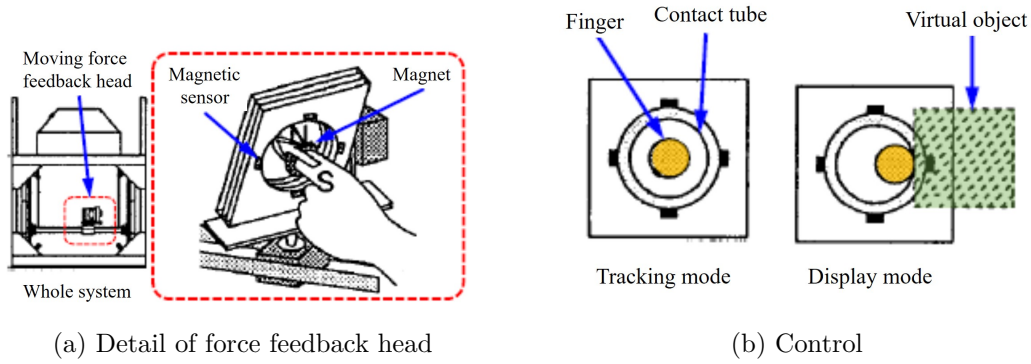 Moving force
feedback head
Magnetic
sensor
Magnet
Whole system
(a) Detail of force feedback head
Finger
Contact tube
Virtual object
Tracking mode
Display mode
(b) Control